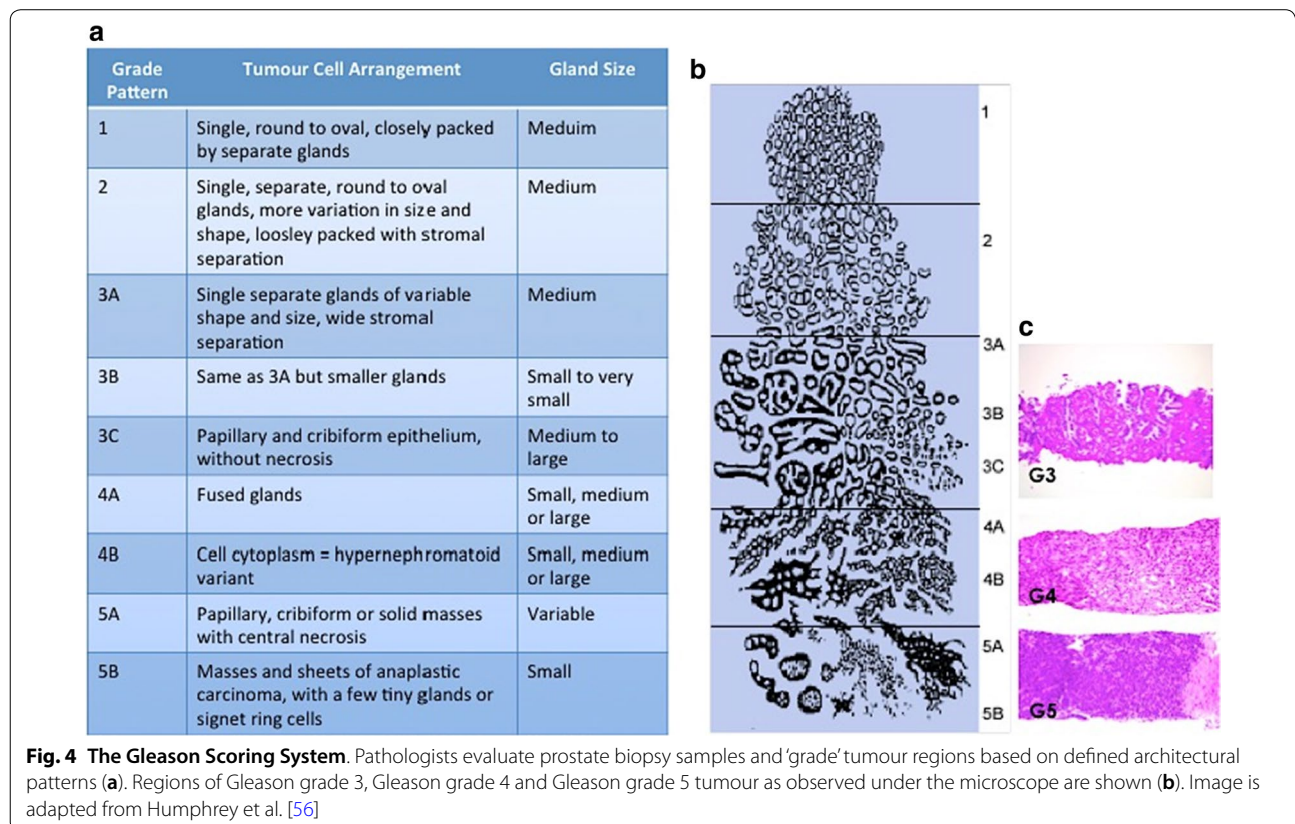 a
Grade Pattern Tumour Cell Arrangement Gland Size
1 Single, round to oval, closely packed by separate glands Meduim
2 Single, separate, round to oval glands, more variation in size and shape, loosley packed with stromal separation Medium
3A Single separate glands of variable shape and size, wide stromal separation Medium
3B Same as 3A but smaller glands Small to very small
3C Papillary and cribiform epithelium, without necrosis Medium to large
4A Fused glands Small, medium or large
4B Cell cytoplasm = hypernephromatoid variant Small, medium or large
5A Papillary, cribiform or solid masses with central necrosis Variable
5B Masses and sheets of anaplastic carcinoma, with a few tiny glands or signet ring cells Small
b
1
2
3A
3B
3C
4A
4B
5A
5B
c
G3
G4
G5
Fig. 4 The Gleason Scoring System. Pathologists evaluate prostate biopsy samples and ‘grade’ tumour regions based on defined architectural
patterns (a). Regions of Gleason grade 3, Gleason grade 4 and Gleason grade 5 tumour as observed under the microscope are shown (b). Image is
adapted from Humphrey et al. [56]